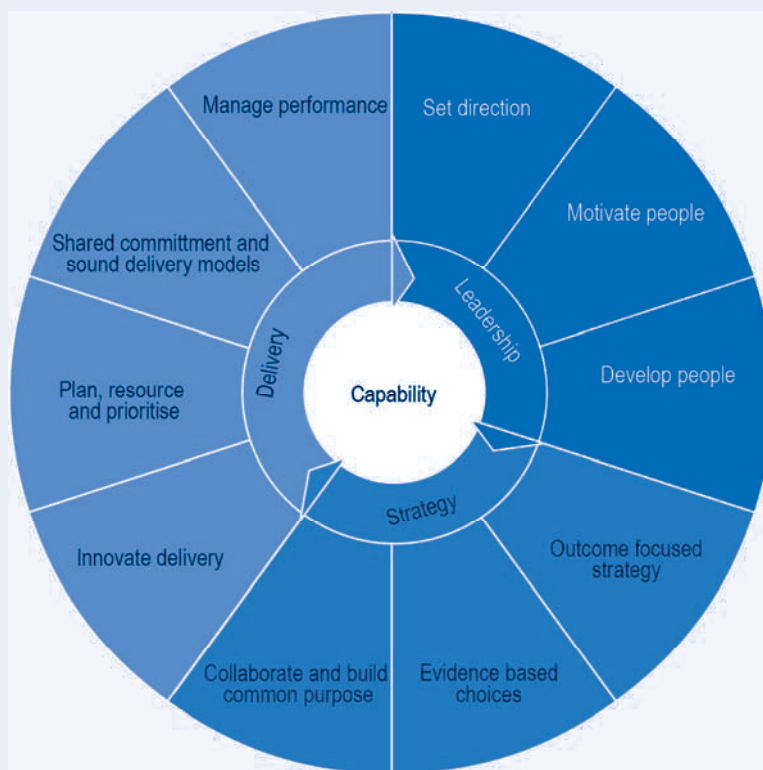 Manage performance
Set direction
Motivate people
Shared committment and
sound delivery models
Leadership
Delivery
Develop people
Plan, resource
and prioritise
Capability
Strategy
Outcome focused
strategy
Innovate delivery
Collaborate and build
common purpose
Evidence based
choices